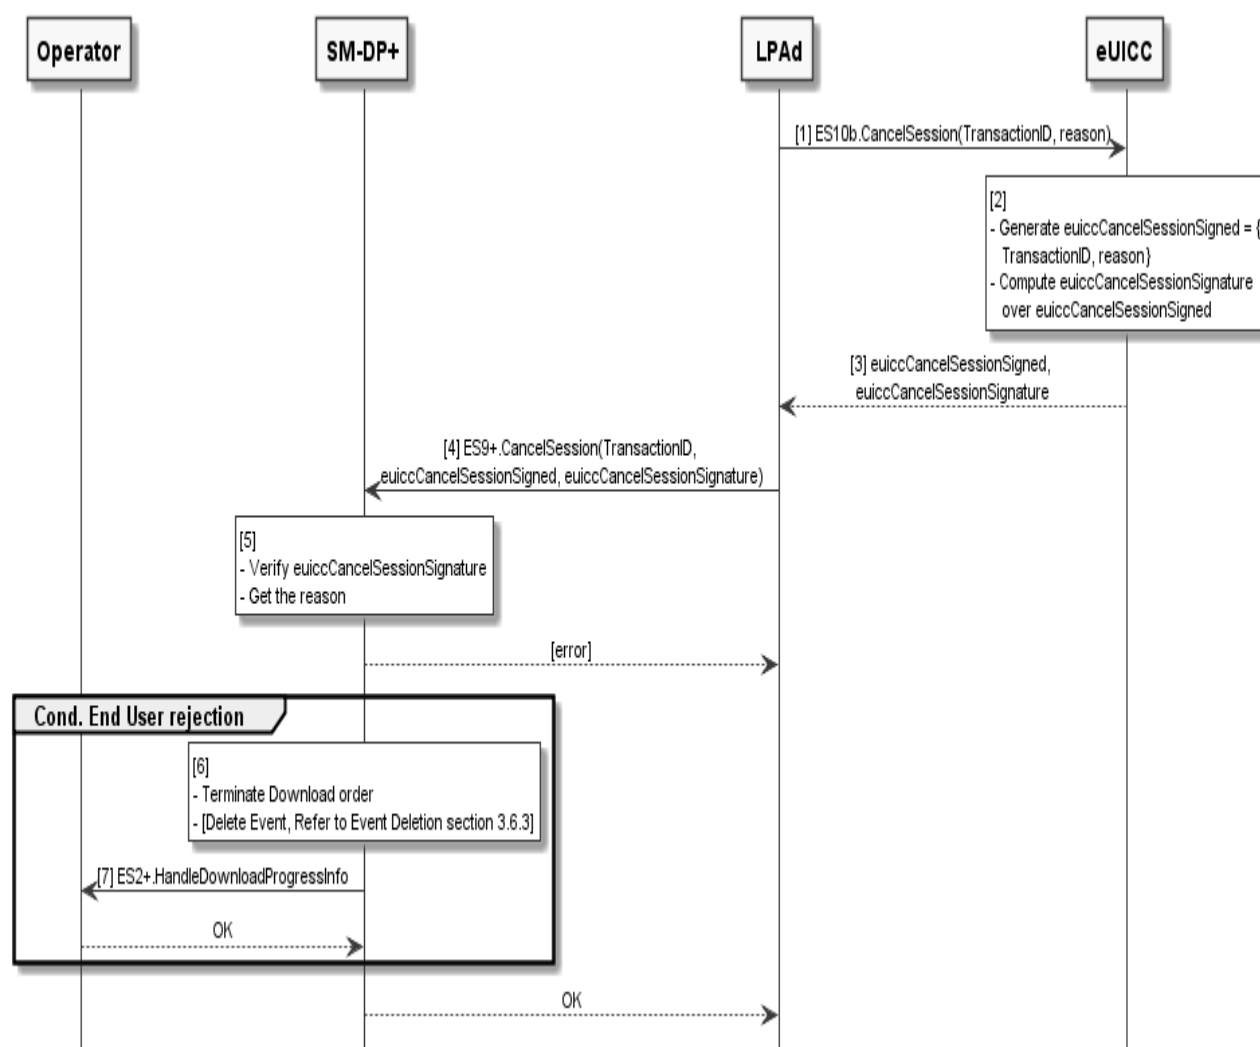 Operator
SM-DP+
LPAd
eUICC
[1] ES10b.CancelSession(TransactionID, reason)
[2]
- Generate euiccCancelSessionSigned = {
TransactionID, reason}
- Compute euiccCancelSessionSignature
over euiccCancelSessionSigned
[3] euiccCancelSessionSigned,
euiccCancelSessionSignature
[4] ES9+.CancelSession(TransactionID,
euiccCancelSessionSigned, euiccCancelSessionSignature)
[5]
- Verify euiccCancelSessionSignature
- Get the reason
[error]
Cond. End User rejection
[6]
- Terminate Download order
- [Delete Event, Refer to Event Deletion section 3.6.3]
[7] ES2+.HandleDownloadProgressInfo
OK
OK